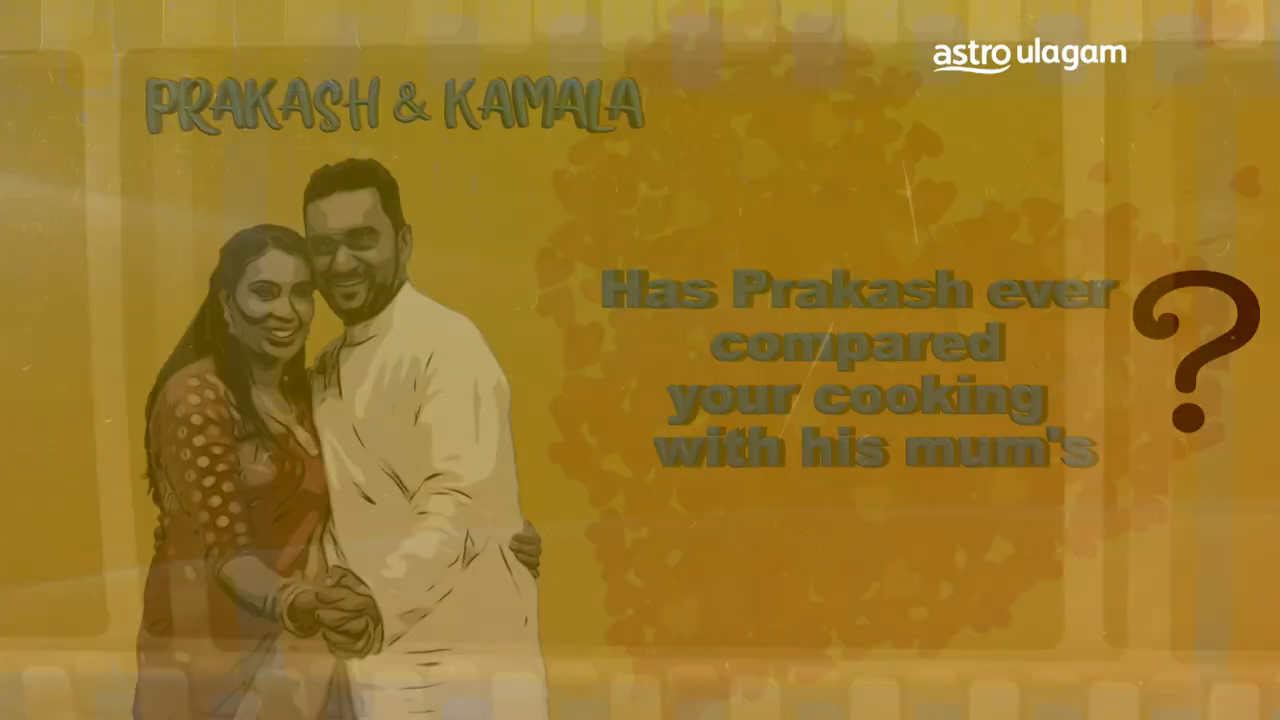 astro ulagam
PRAKASH & KAMALA
Has Prakash ever
compared
your cooking
with his mum's
?